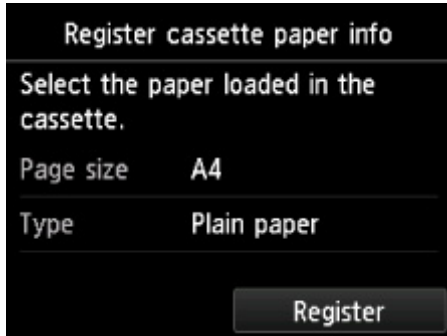 Register cassette paper info
Select the paper loaded in the
cassette.
Page size A4
Type Plain paper
Register